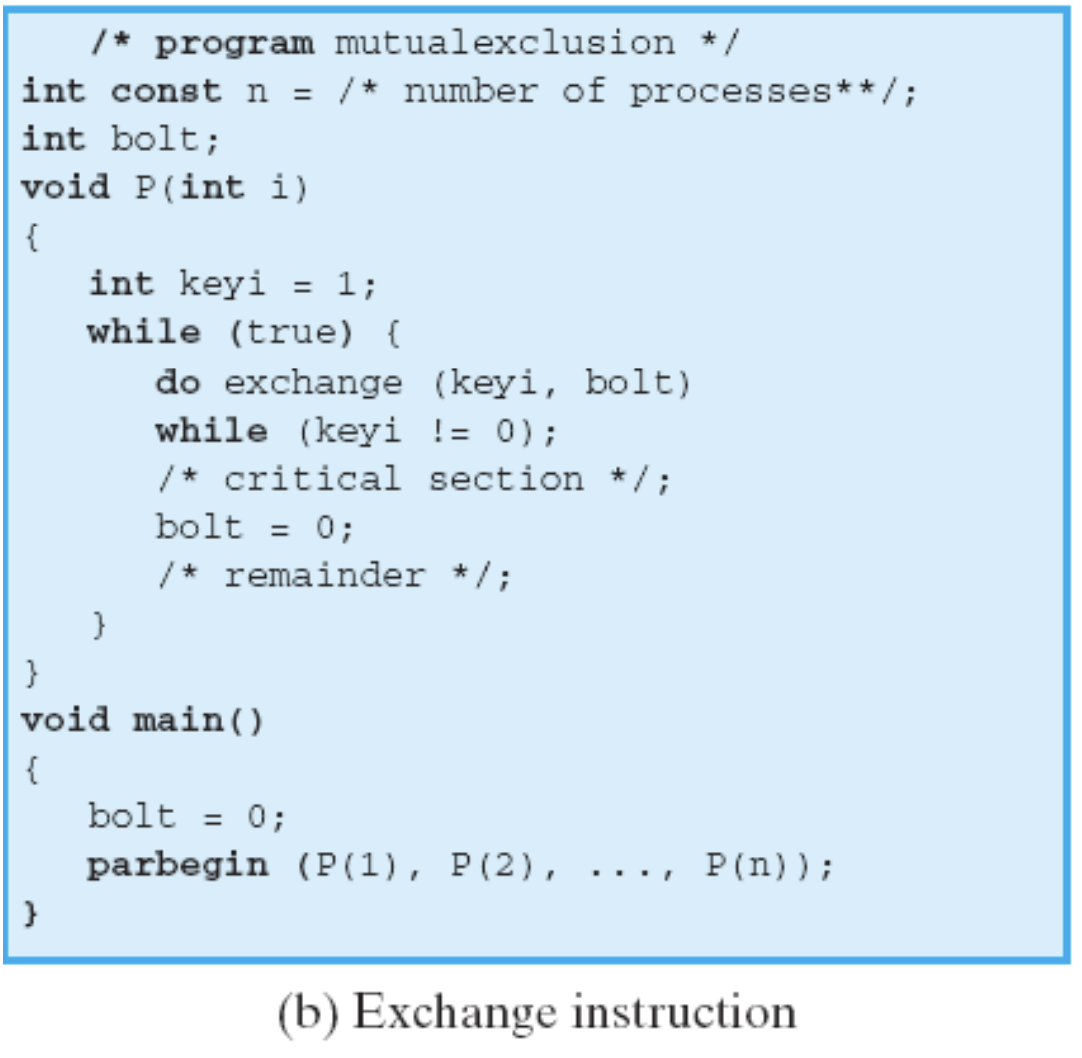 /* program mutualexclusion */
int const n = /* number of processes**/;
int bolt;
void P(int i)
{
int keyi = 1;
while (true) {
do exchange (keyi, bolt)
while (keyi != 0);
/* critical section */;
bolt = 0;
/* remainder */;
}
}
void main()
{
bolt = 0;
parbegin (P(1), P(2), ..., P(n));
}
(b) Exchange instruction